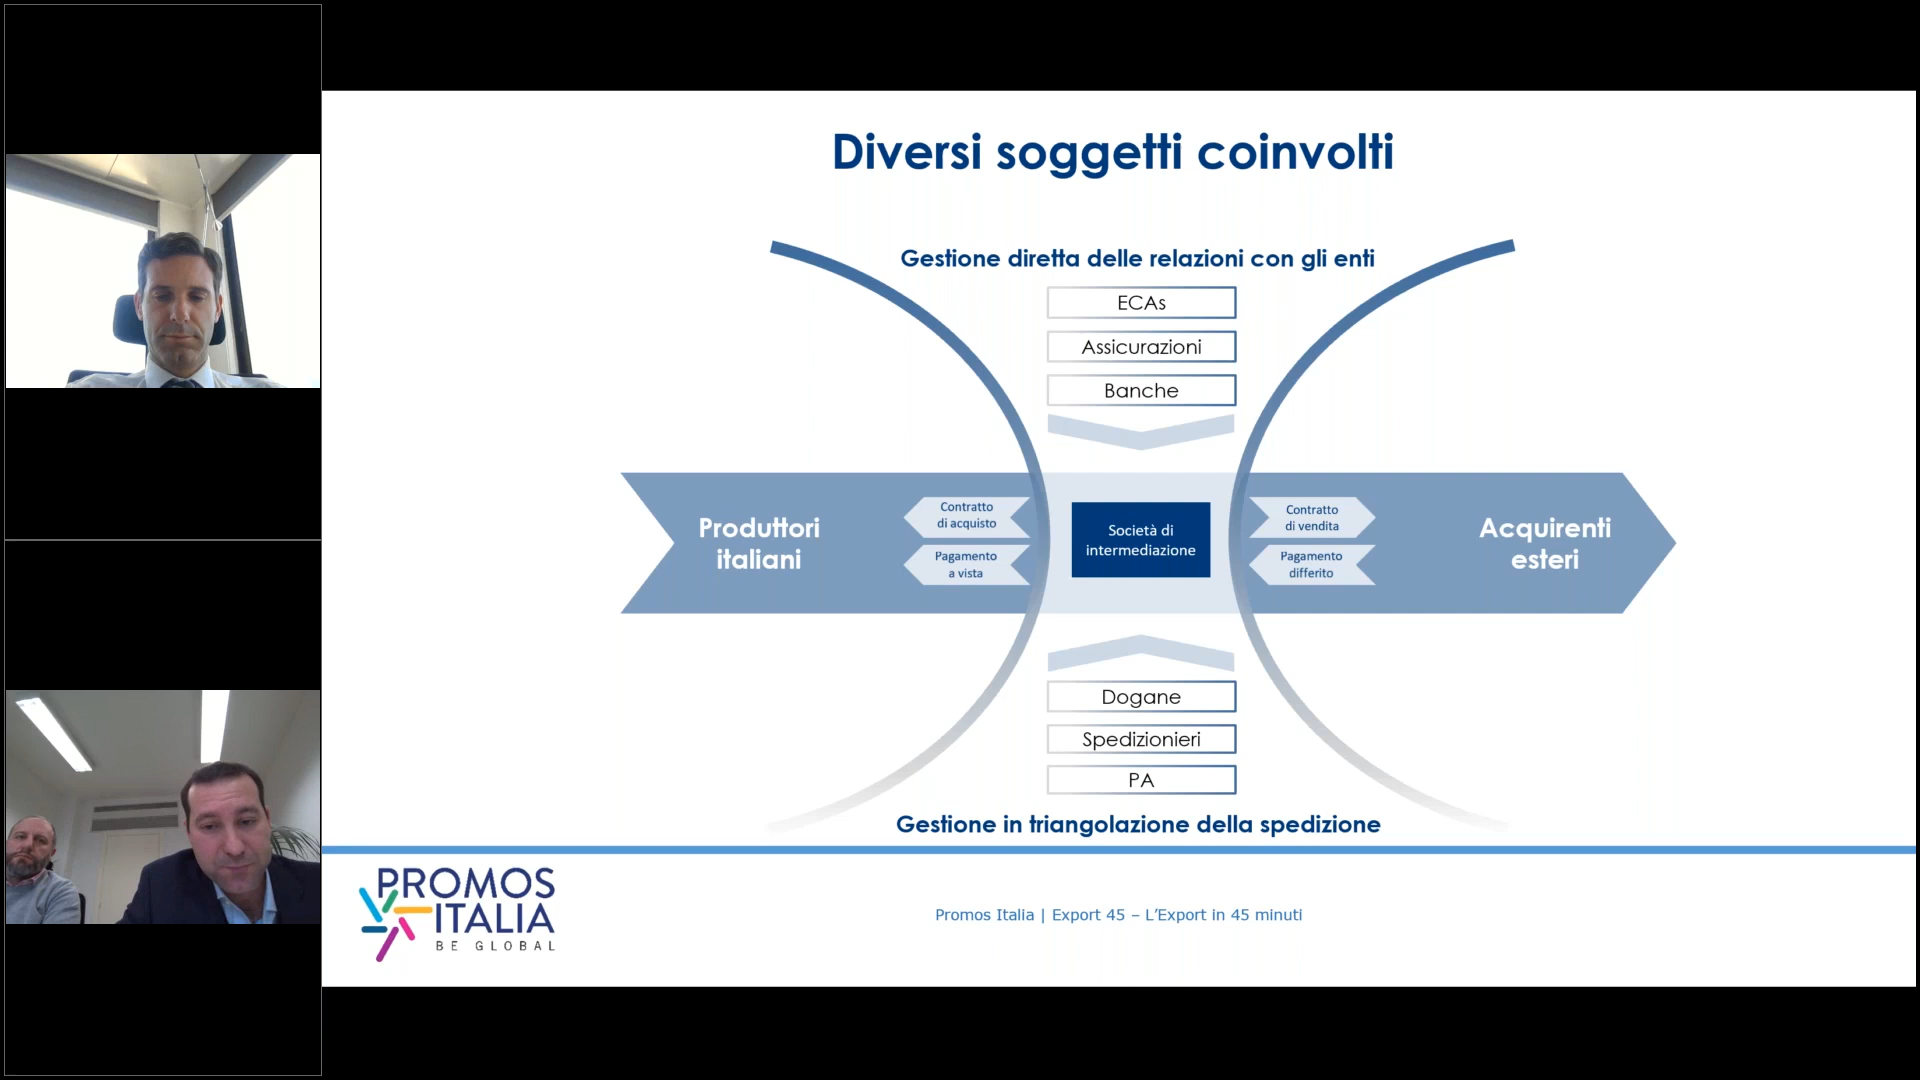 Diversi soggetti coinvolti
Gestione diretta delle relazioni con gli enti
ECAs
Assicurazioni
Banche
Produttori
italiani
Contratto
di acquisto
Pagamento
a vista
Società di
intermediazione
Contratto
di vendita
Pagamento
differito
Acquirenti
esteri
Dogane
Spedizionieri
PA
Gestione in triangolazione della spedizione
PROMOS
ITALIA
BE GLOBAL
Promos Italia | Export 45 – L’Export in 45 minuti